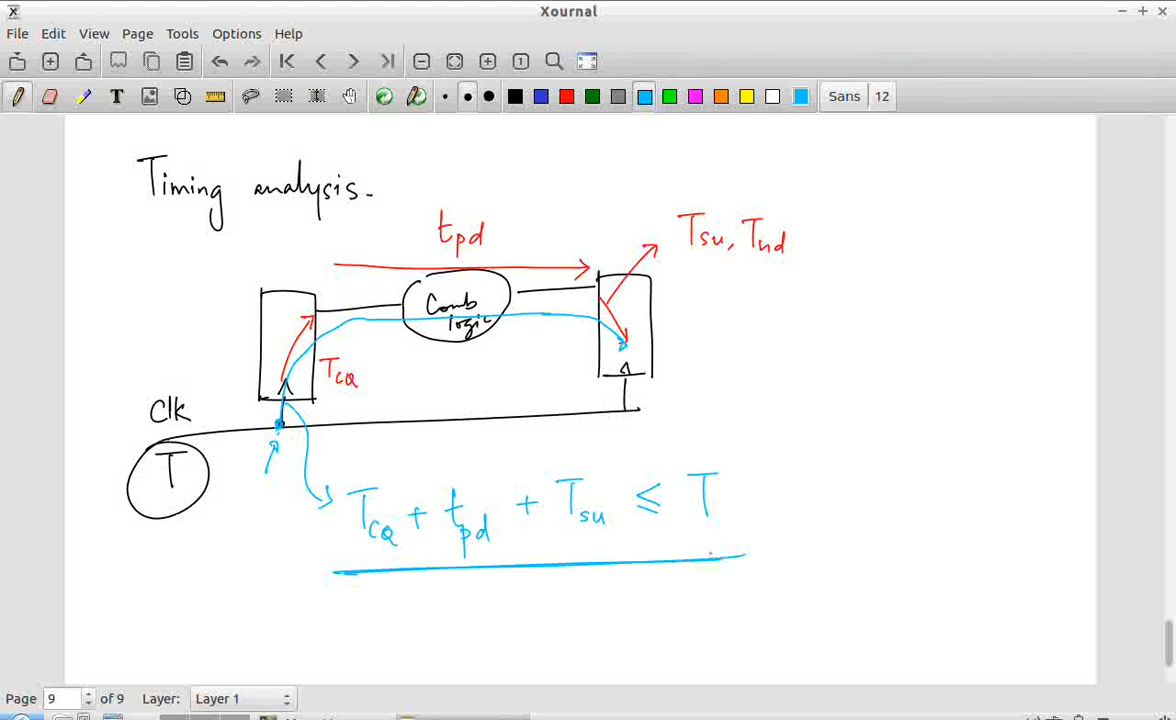 Xournal
File Edit View Page Tools Options Help
Sans 12
Timing analysis.
tpd
Tsu, THd
Comb
logic
TCQ
Clk
T
TCQ + tpd + Tsu ≤ T
Page 9 of 9 Layer: Layer 1